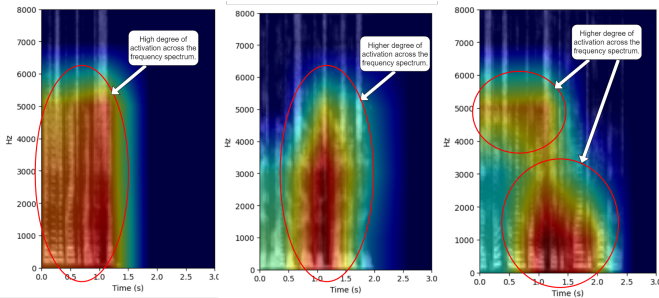 8000
7000
6000
5000
4000
3000
2000
1000
0
Hz
0.0 0.5 1.0 1.5 2.0 2.5 3.0
Time (s)
High degree of
activation across the
frequency spectrum.
8000
7000
6000
5000
4000
3000
2000
1000
0
Hz
0.0 0.5 1.0 1.5 2.0 2.5 3.0
Time (s)
Higher degree of
activation across the
frequency spectrum.
8000
7000
6000
5000
4000
3000
2000
1000
0
Hz
0.0 0.5 1.0 1.5 2.0 2.5 3.0
Time (s)
Higher degree of
activation across the
frequency spectrum.